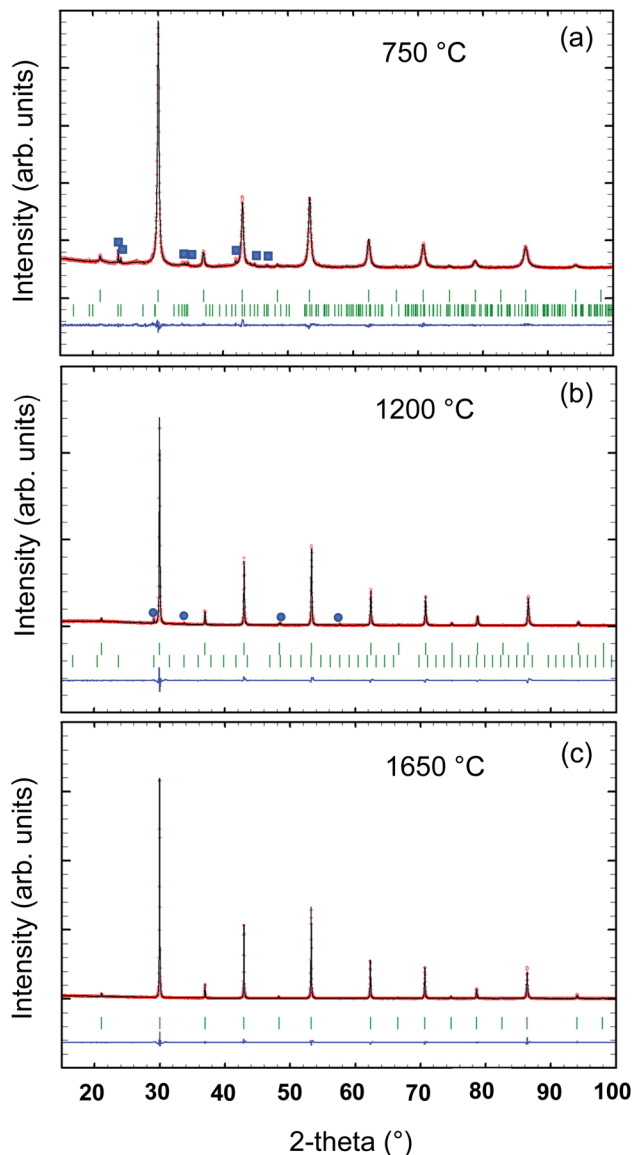 (a)
750 °C
Intensity (arb. units)
(b)
1200 °C
Intensity (arb. units)
(c)
1650 °C
Intensity (arb. units)
20 30 40 50 60 70 80 90 100
2-theta (°)